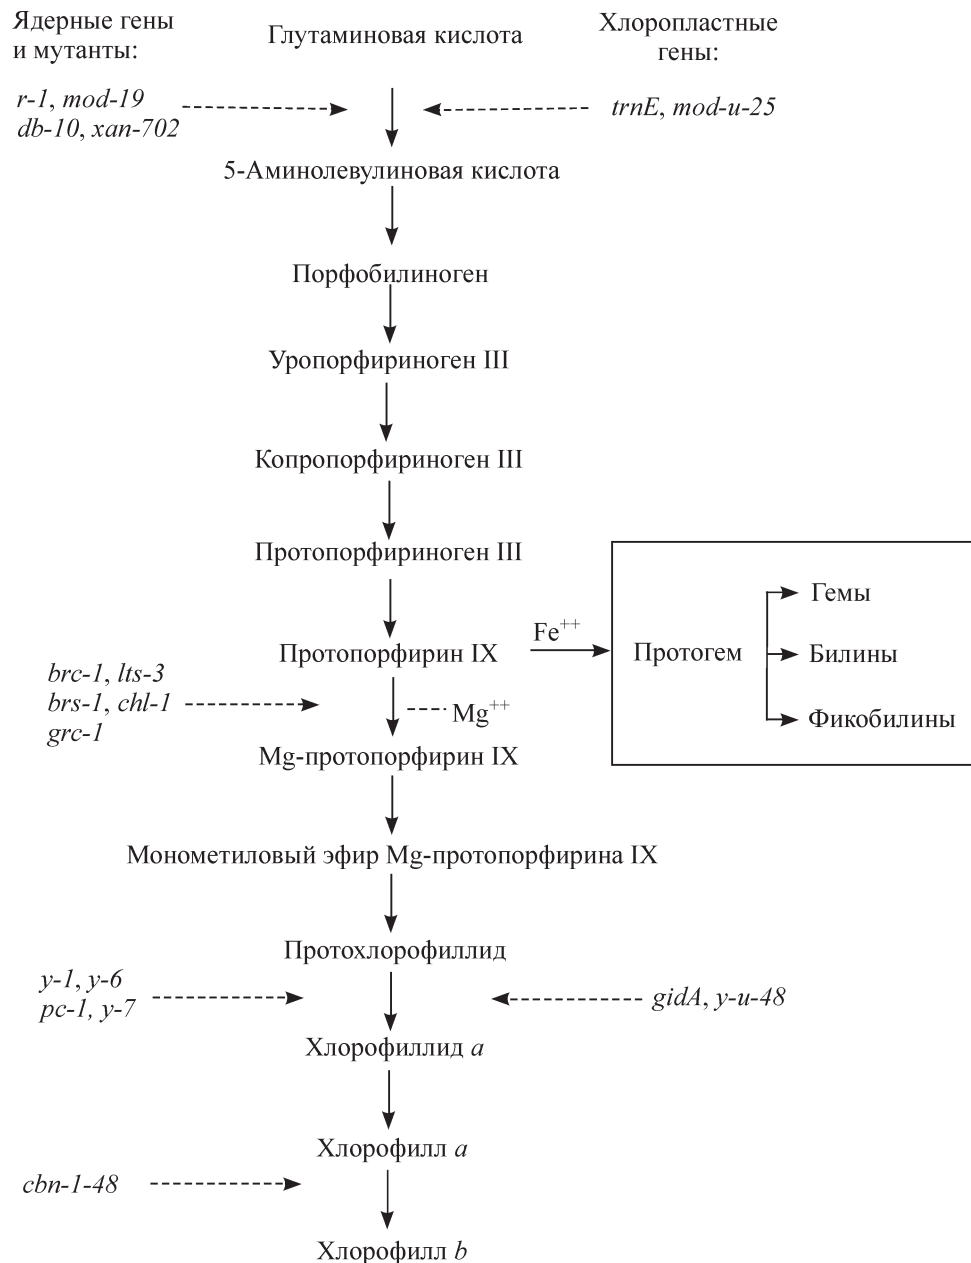 Ядерные гены
и мутанты:
Глутаминовая кислота
Хлоропластные
гены:
r-1, mod-19
db-10, xan-702
trnE, mod-u-25
5-Аминолевулиновая кислота
Порфобилиноген
Уропорфириноген III
Копропорфириноген III
Протопорфириноген III
Протопорфирин IX
Fe++
Протогем
Гемы
Билины
Фикобилины
brc-1, lts-3
brs-1, chl-1
grc-1
Mg++
Mg-протопорфирин IX
Монометиловый эфир Mg-протопорфирина IX
Протохлорофиллид
y-1, y-6
pc-1, y-7
gidA, y-u-48
Хлорофиллид a
Хлорофилл a
cbn-1-48
Хлорофилл b